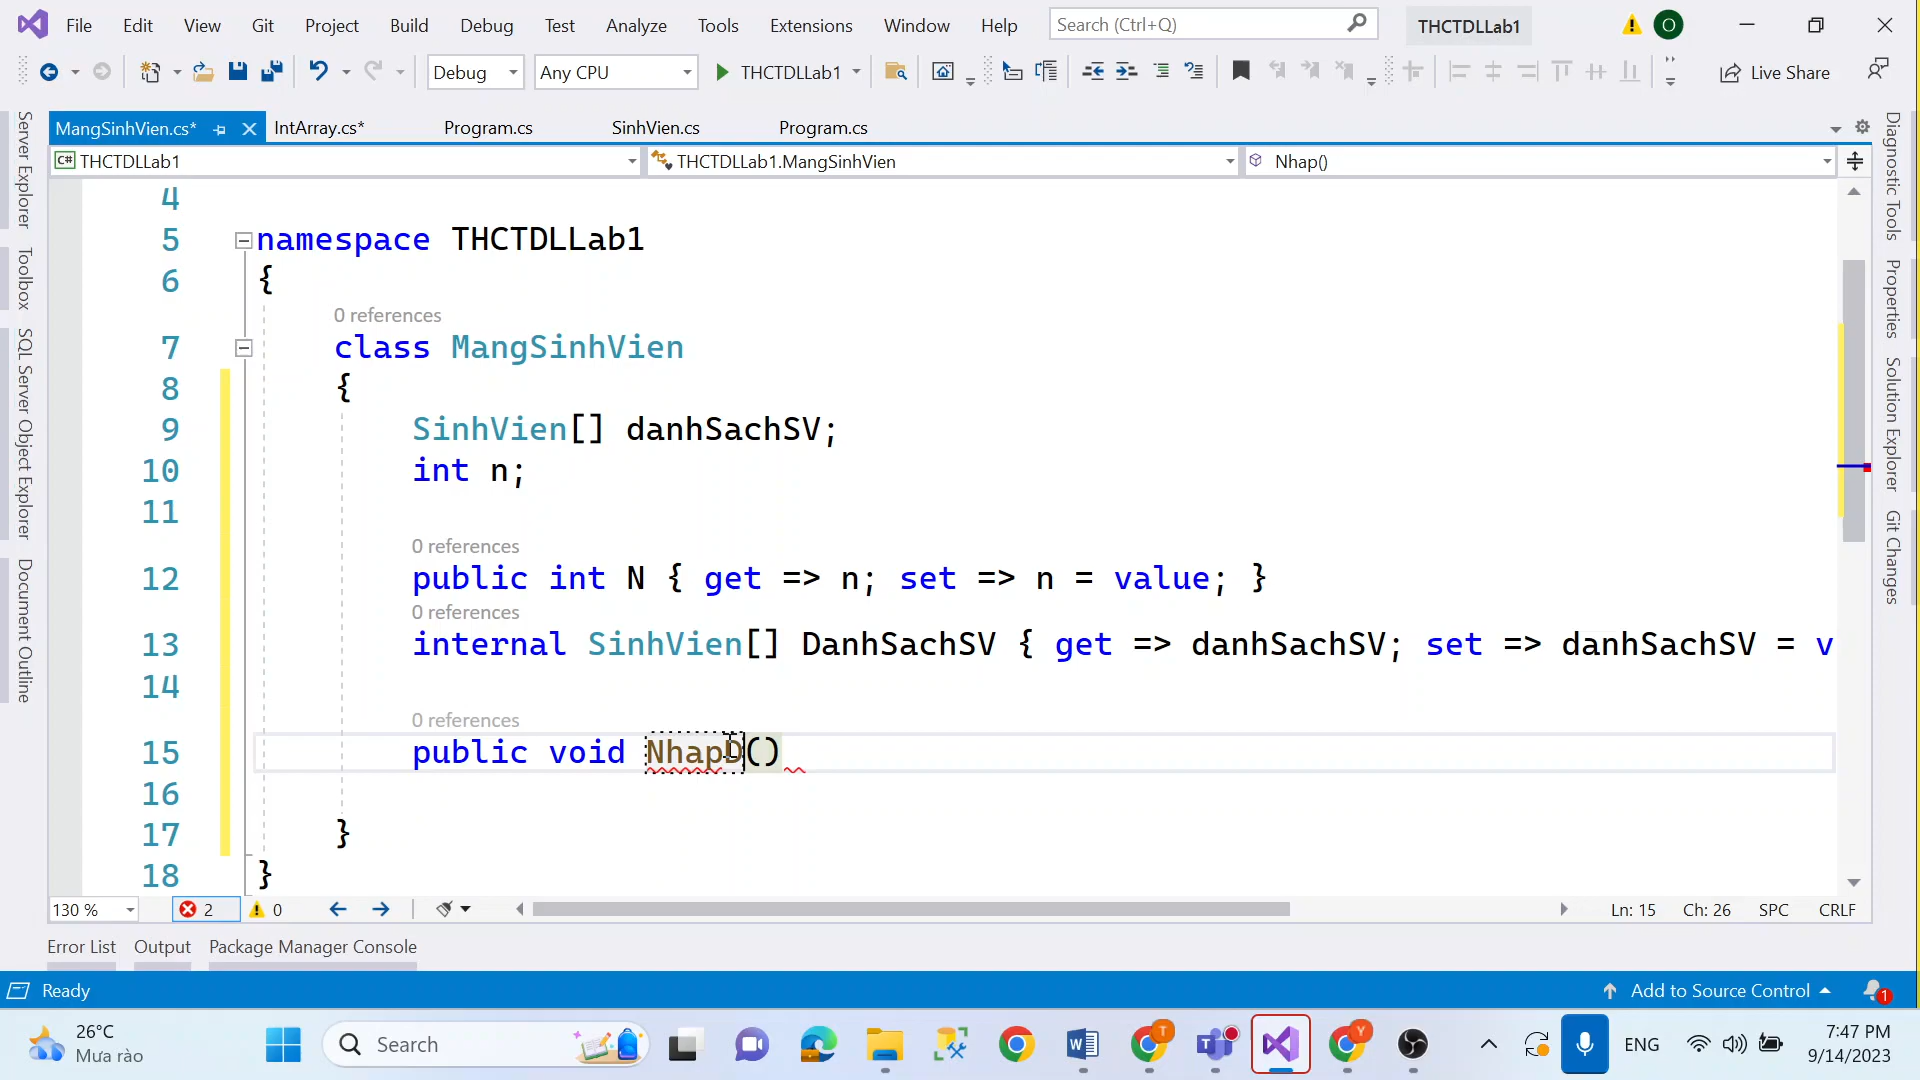 File Edit View Git Project Build Debug Test Analyze Tools Extensions Window Help Search (Ctrl+Q) THCTDLLab1 O
Debug Any CPU THCTDLLab1 Live Share
MangSinhVien.cs* IntArray.cs* Program.cs SinhVien.cs Program.cs
C# THCTDLLab1 THCTDLLab1.MangSinhVien Nhap()
Server Explorer
Toolbox
SQL Server Object Explorer
Document Outline
4
5 namespace THCTDLLab1
6 {
0 references
7 class MangSinhVien
8 {
9 SinhVien[] danhSachSV;
10 int n;
11
0 references
12 public int N { get => n; set => n = value; }
0 references
13 internal SinhVien[] DanhSachSV { get => danhSachSV; set => danhSachSV = v
14
0 references
15 public void NhapD()
16
17 }
18 }
Diagnostic Tools
Properties
Solution Explorer
Git Changes
130 % 2 0 Ln: 15 Ch: 26 SPC CRLF
Error List Output Package Manager Console
Ready Add to Source Control 1
26°C
Mưa rào
Search T T Y ENG
7:47 PM
9/14/2023